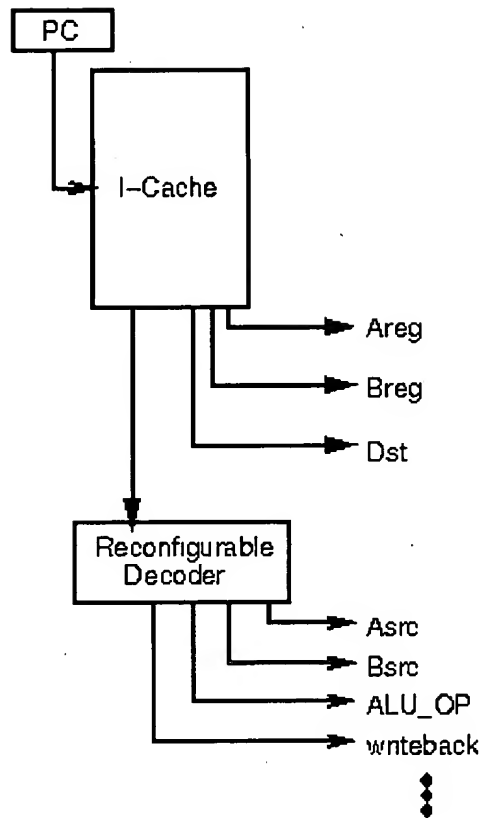 PC
I-Cache
Areg
Breg
Dst
Reconfigurable
Decoder
Asrc
Bsrc
ALU_OP
wnteback